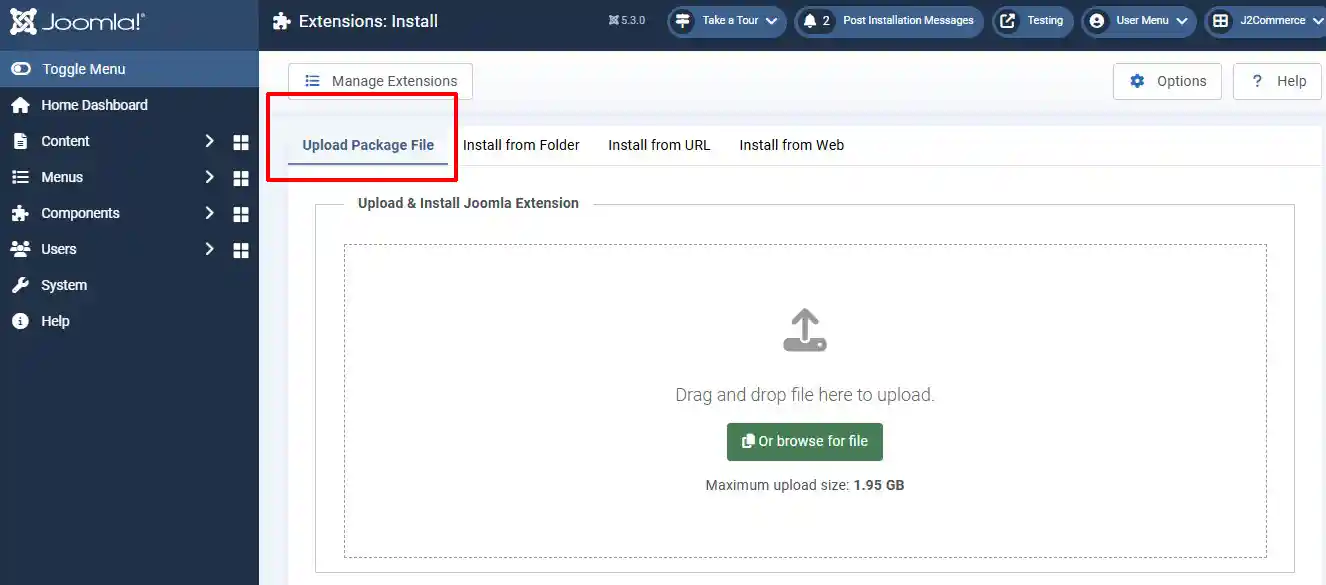 Joomla!®
Extensions: Install
5.3.0
Take a Tour
2
Post Installation Messages
Testing
User Menu
J2Commerce
Toggle Menu
Home Dashboard
Content
Menus
Components
Users
System
Help
Manage Extensions
Options
? Help
Upload Package File
Install from Folder
Install from URL
Install from Web
Upload & Install Joomla Extension
Drag and drop file here to upload.
Or browse for file
Maximum upload size: 1.95 GB